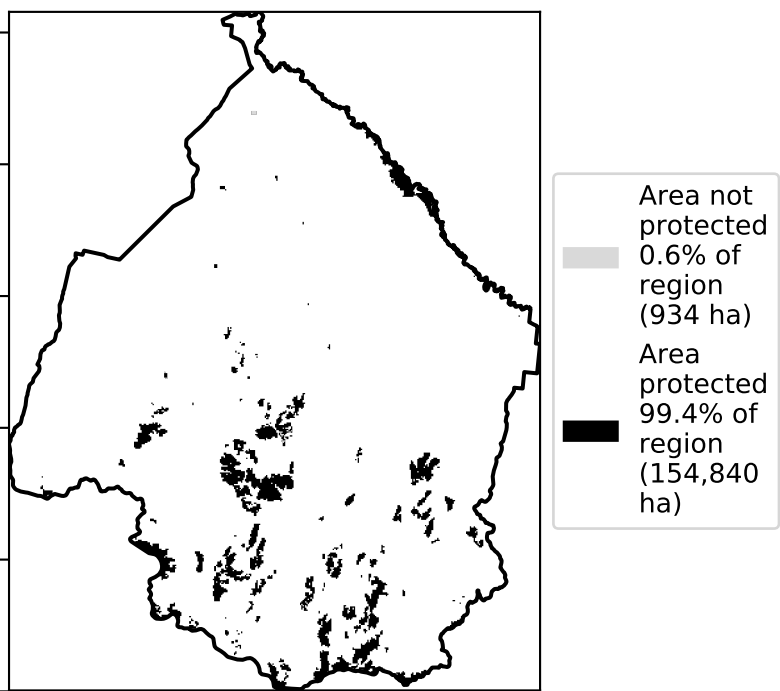 Area not
protected
0.6% of
region
(934 ha)
Area
protected
99.4% of
region
(154,840
ha)